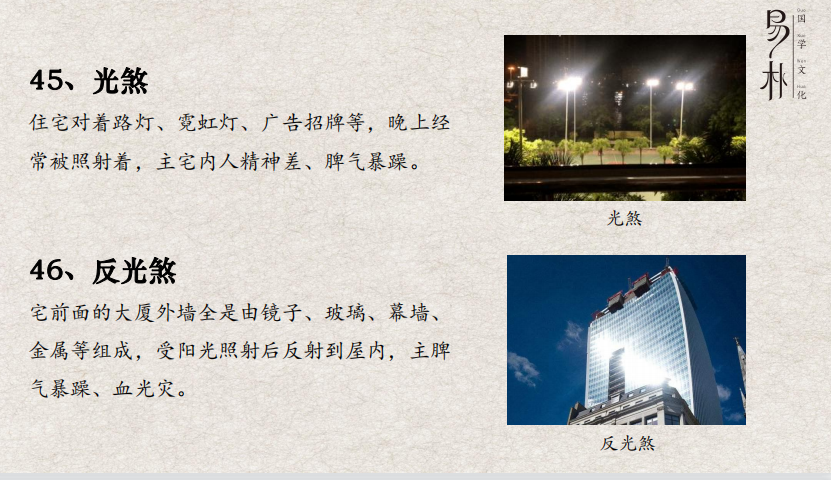 45、光煞
住宅对着路灯、霓虹灯、广告招牌等，晚上经
常被照射着，主宅内人精神差、脾气暴躁。
光煞
46、反光煞
宅前面的大厦外墙全是由镜子、玻璃、幕墙、
金属等组成，受阳光照射后反射到屋内，主脾
气暴躁、血光灾。
反光煞
易朴
国学文化